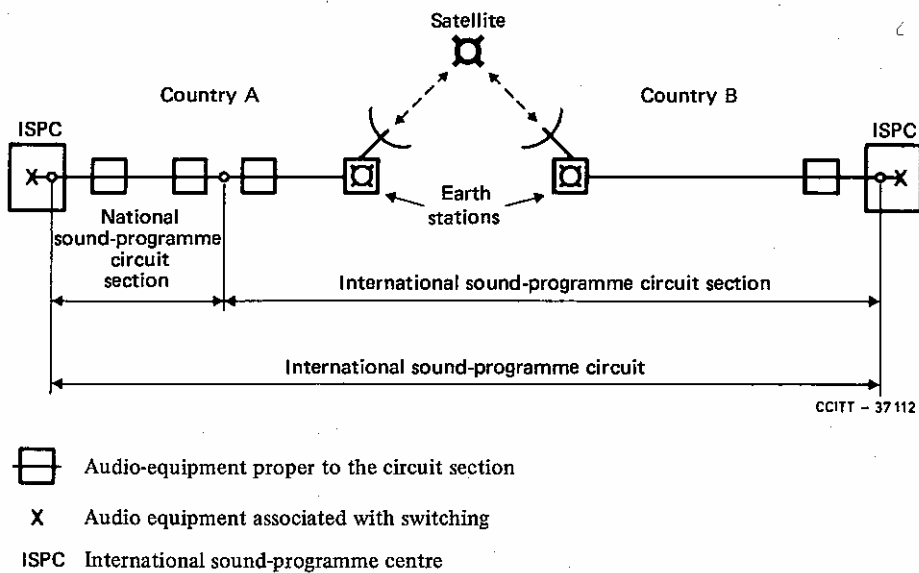 Satellite
Country A
Country B
ISPC
ISPC
Earth
stations
National
sound-programme
circuit
section
International sound-programme circuit section
International sound-programme circuit
CCITT – 37112
Audio-equipment proper to the circuit section
X Audio equipment associated with switching
ISPC International sound-programme centre